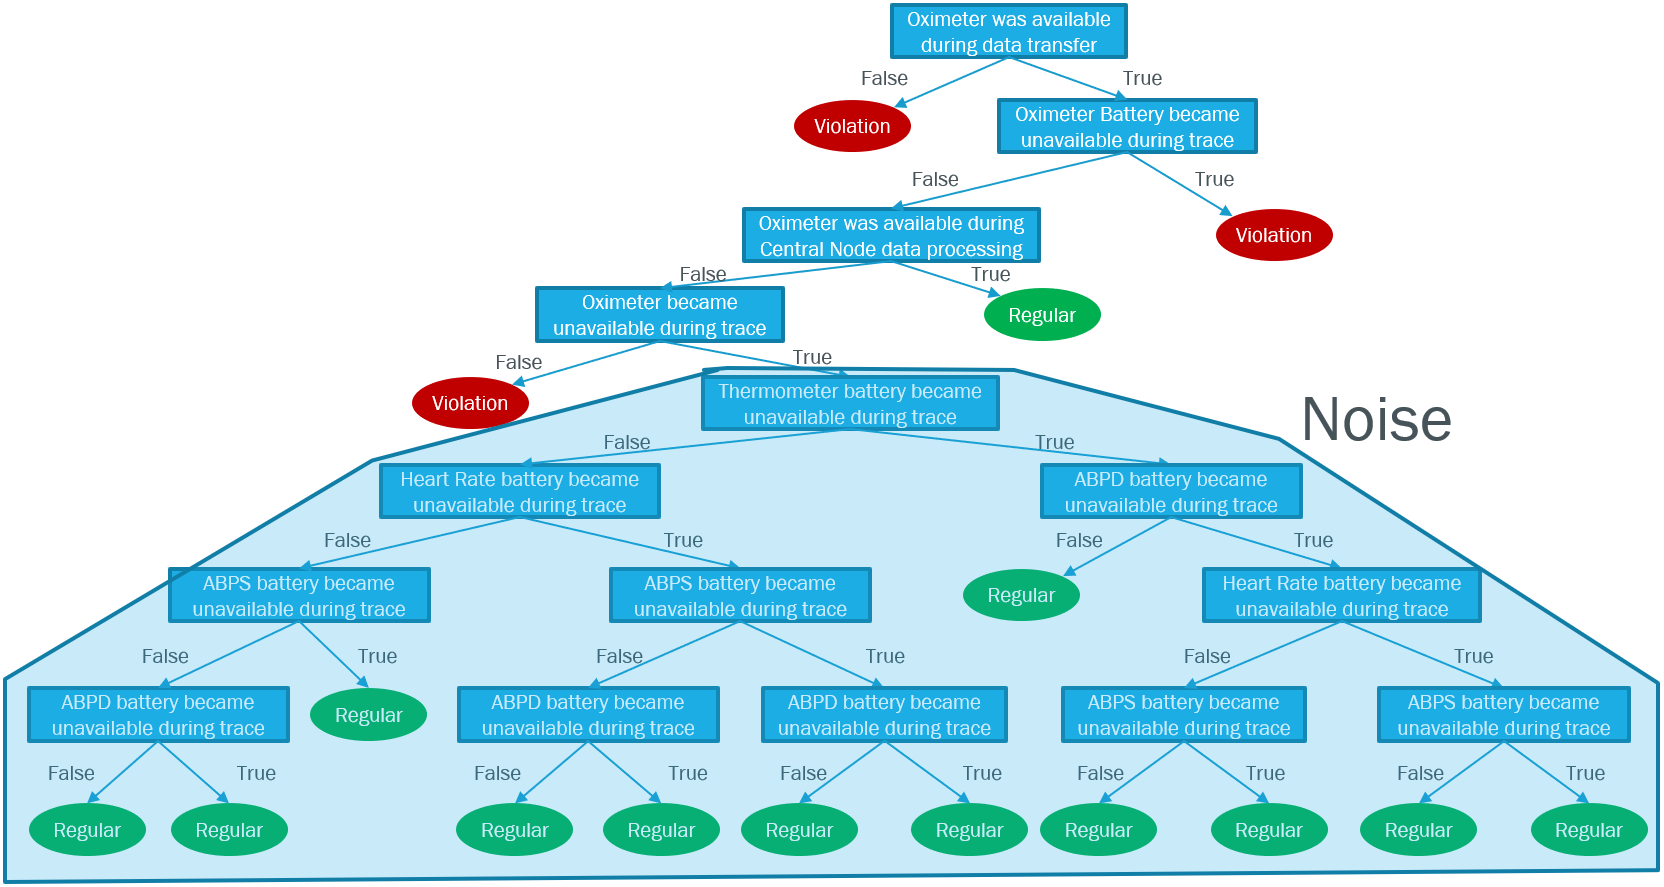 Oximeter was available
during data transfer
False
True
Violation
Oximeter Battery became
unavailable during trace
False
True
Oximeter was available during
Central Node data processing
Violation
False
True
Oximeter became
unavailable during trace
Regular
False
True
Violation
Thermometer battery became
unavailable during trace
Noise
False
True
Heart Rate battery became
unavailable during trace
ABPD battery became
unavailable during trace
False
True
False
True
ABPS battery became
unavailable during trace
ABPS battery became
unavailable during trace
Regular
Heart Rate battery became
unavailable during trace
False
True
False
True
False
True
ABPD battery became
unavailable during trace
Regular
ABPD battery became
unavailable during trace
ABPD battery became
unavailable during trace
ABPS battery became
unavailable during trace
ABPS battery became
unavailable during trace
False
True
False
True
False
True
False
True
False
True
Regular
Regular
Regular
Regular
Regular
Regular
Regular
Regular
Regular
Regular